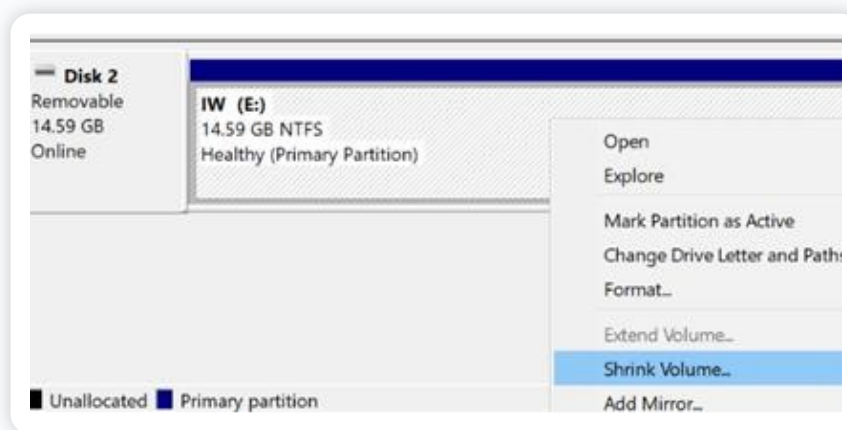 Disk 2
Removable
14.59 GB
Online
IW (E:)
14.59 GB NTFS
Healthy (Primary Partition)
Open
Explore
Mark Partition as Active
Change Drive Letter and Paths
Format...
Extend Volume...
Shrink Volume...
Add Mirror...
Unallocated
Primary partition